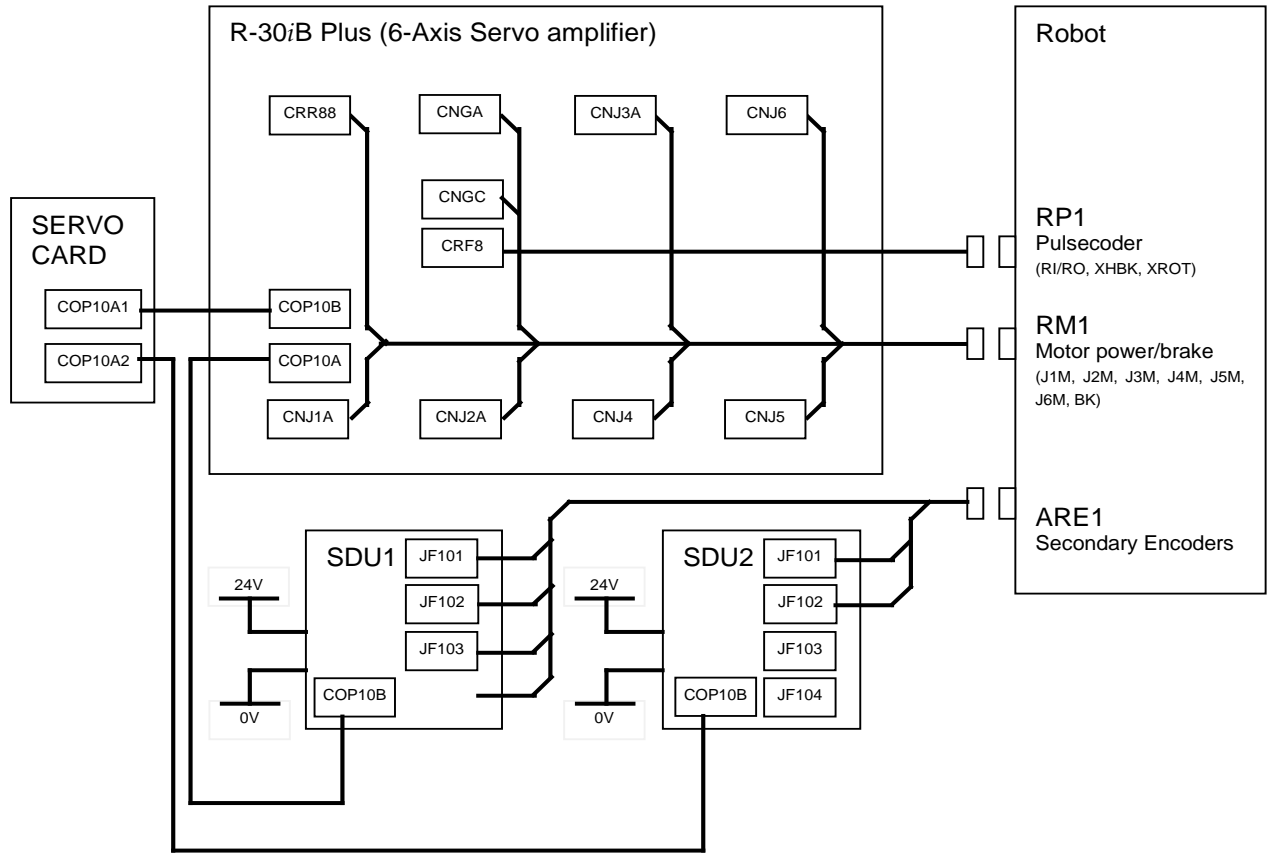 R-30iB Plus (6-Axis Servo amplifier)
CRR88
CNGA
CNJ3A
CNJ6
CNGC
CRF8
COP10B
COP10A
CNJ1A
CNJ2A
CNJ4
CNJ5
SERVO
CARD
COP10A1
COP10A2
Robot
RP1
Pulsecoder
(RI/RO, XHBK, XROT)
RM1
Motor power/brake
(J1M, J2M, J3M, J4M, J5M,
J6M, BK)
ARE1
Secondary Encoders
24V
0V
SDU1
JF101
JF102
JF103
COP10B
24V
0V
SDU2
JF101
JF102
JF103
JF104
COP10B